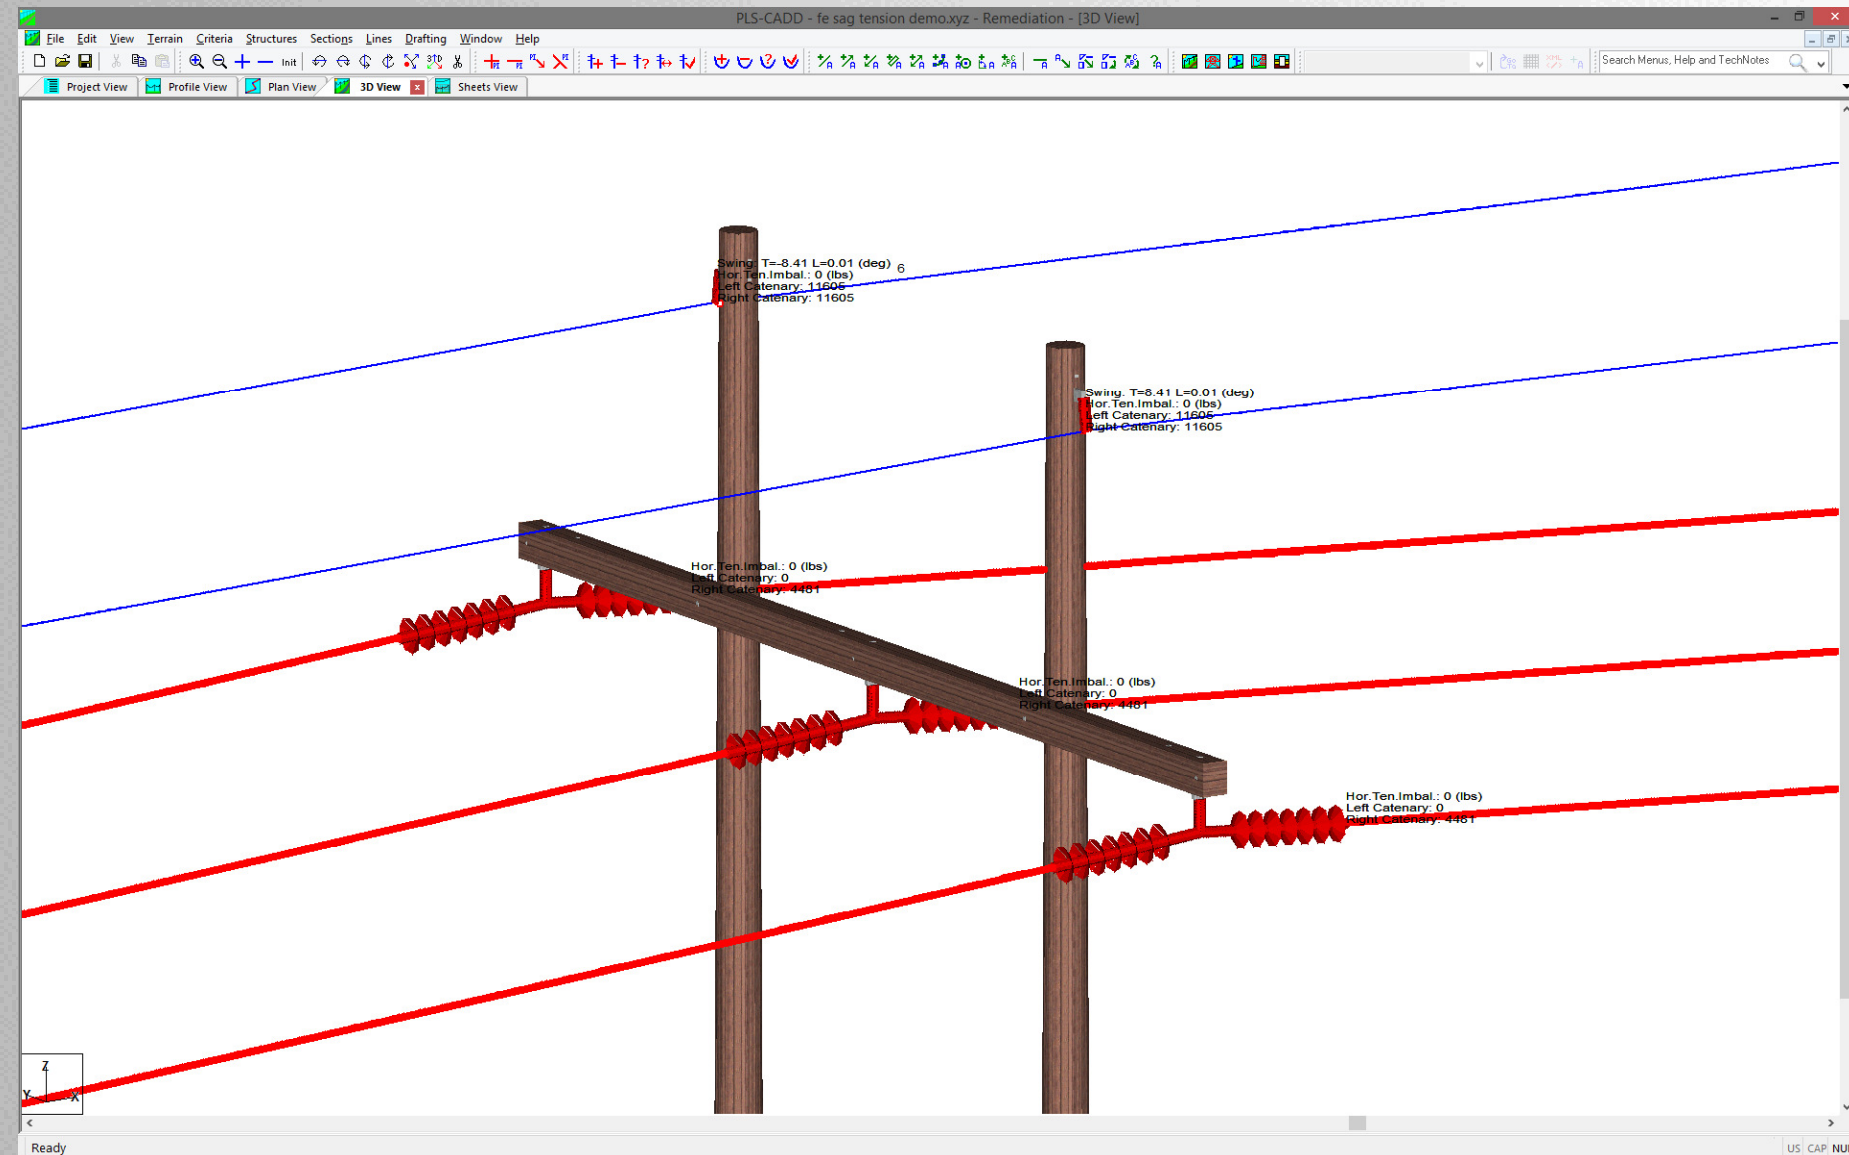 PLS-CADD - fe sag tension demo.xyz - Remediation - [3D View]
File Edit View Terrain Criteria Structures Sections Lines Drafting Window Help
Init
Search Menus, Help and TechNotes
Project View Profile View Plan View 3D View Sheets View
Swing: T=-8.41 L=0.01 (deg) 6
Hor.Ten.Imbal.: 0 (lbs)
Left Catenary: 11605
Right Catenary: 11605
Swing: T=8.41 L=0.01 (deg)
Hor.Ten.Imbal.: 0 (lbs)
Left Catenary: 11605
Right Catenary: 11605
Hor.Ten.Imbal.: 0 (lbs)
Left Catenary: 0
Right Catenary: 4481
Hor.Ten.Imbal.: 0 (lbs)
Left Catenary: 0
Right Catenary: 4481
Hor.Ten.Imbal.: 0 (lbs)
Left Catenary: 0
Right Catenary: 4481
Z
Y X
Ready
US CAP NU